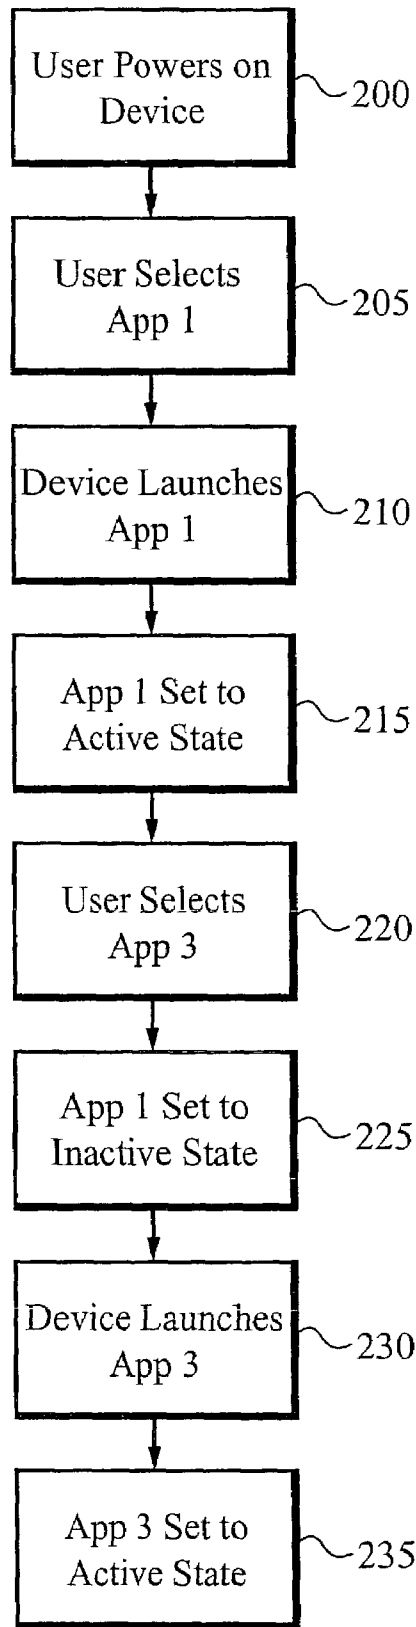 User Powers on
Device
200
User Selects
App 1
205
Device Launches
App 1
210
App 1 Set to
Active State
215
User Selects
App 3
220
App 1 Set to
Inactive State
225
Device Launches
App 3
230
App 3 Set to
Active State
235